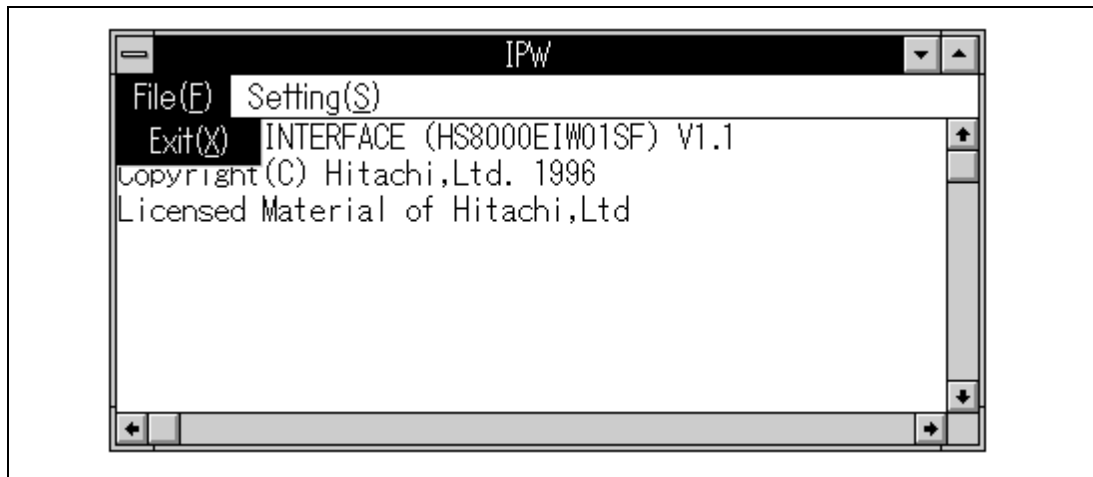 IPW
File(F) Setting(S)
Exit(X) INTERFACE (HS8000EIW01SF) V1.1
Copyright(C) Hitachi,Ltd. 1996
Licensed Material of Hitachi,Ltd